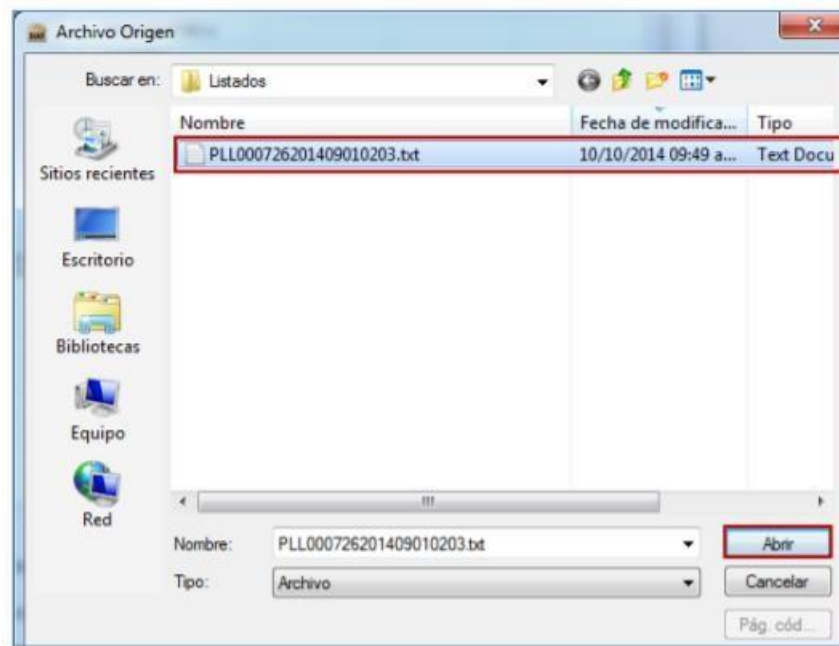 Archivo Origen
Buscar en: Listados
Nombre Fecha de modifica... Tipo
PLL000726201409010203.txt 10/10/2014 09:49 a... Text Docu
Sitios recientes
Escritorio
Bibliotecas
Equipo
Red
Nombre: PLL000726201409010203.txt Abrir
Tipo: Archivo Cancelar
Pág. cód...